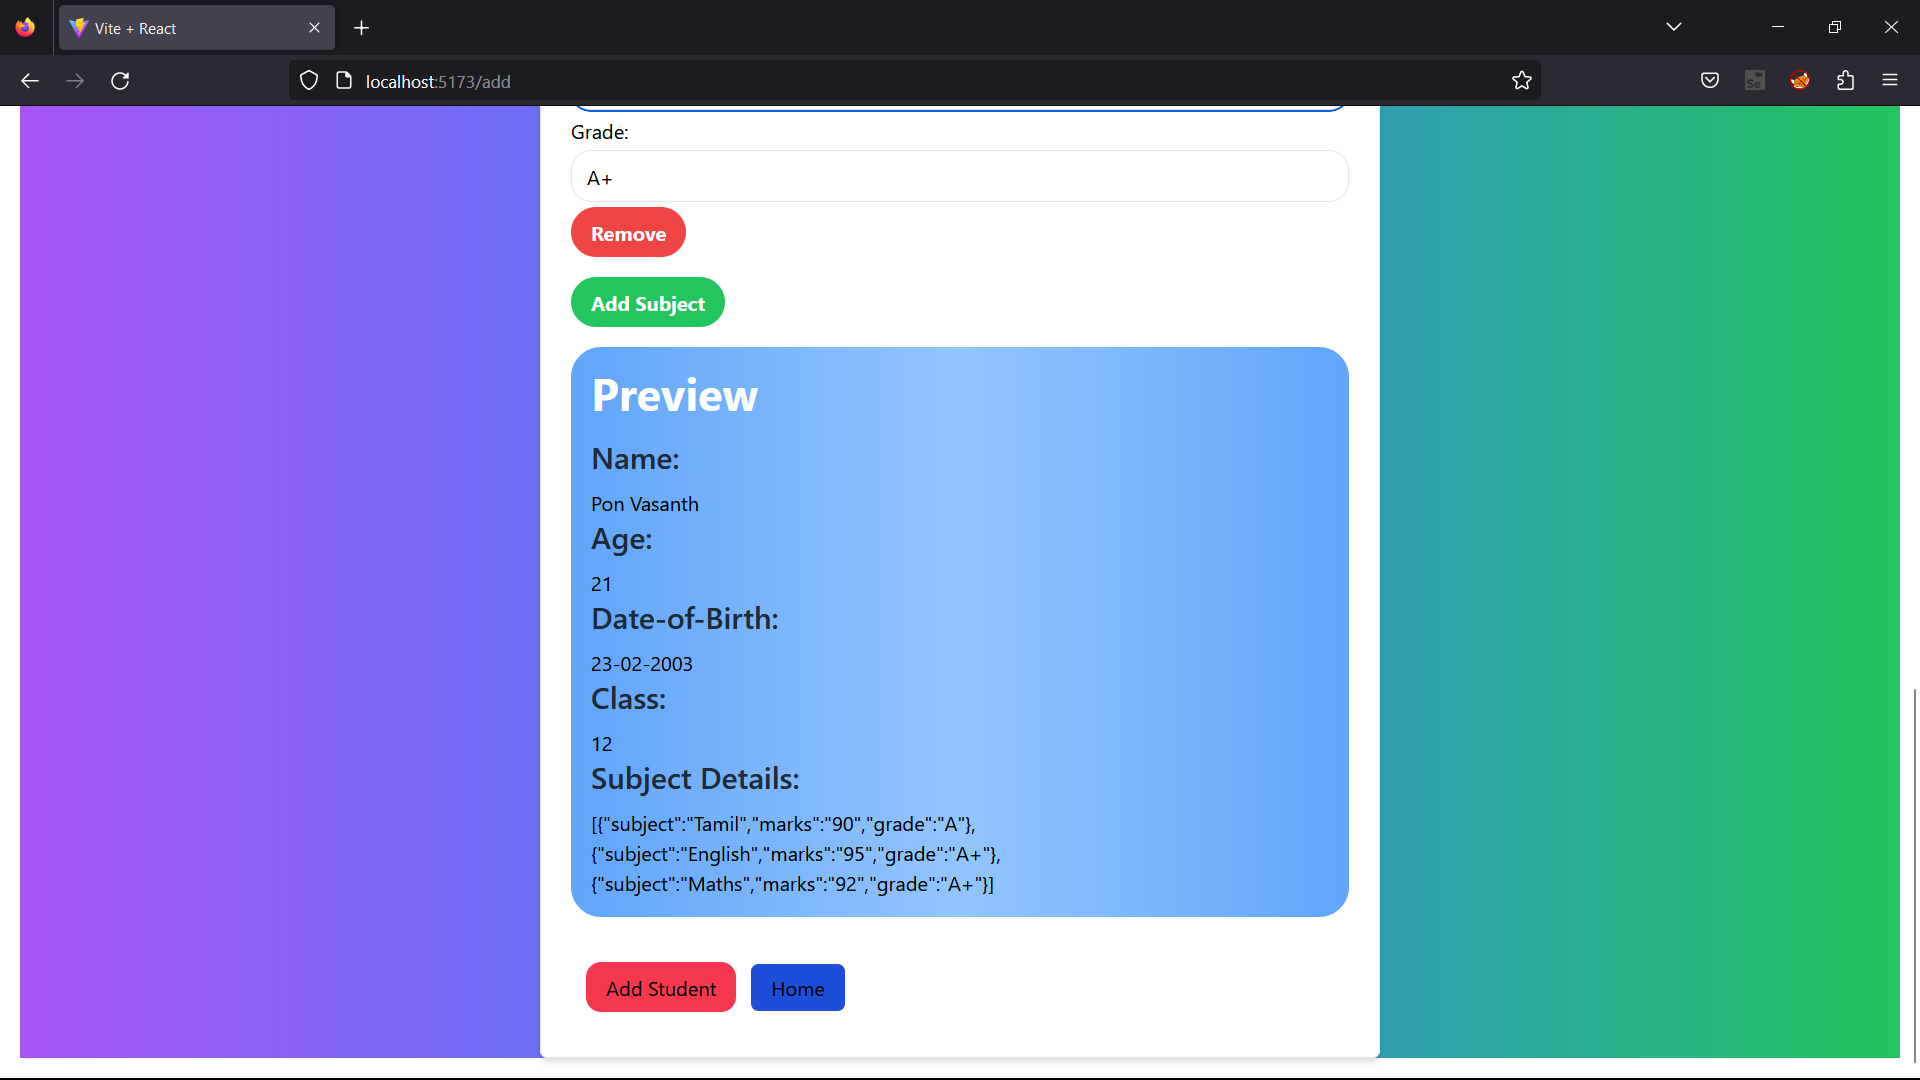 Vite + React
localhost:5173/add
Se
Grade:
A+
Remove
Add Subject
Preview
Name:
Pon Vasanth
Age:
21
Date-of-Birth:
23-02-2003
Class:
12
Subject Details:
[{"subject":"Tamil","marks":"90","grade":"A"},
{"subject":"English","marks":"95","grade":"A+"},
{"subject":"Maths","marks":"92","grade":"A+"}]
Add Student
Home